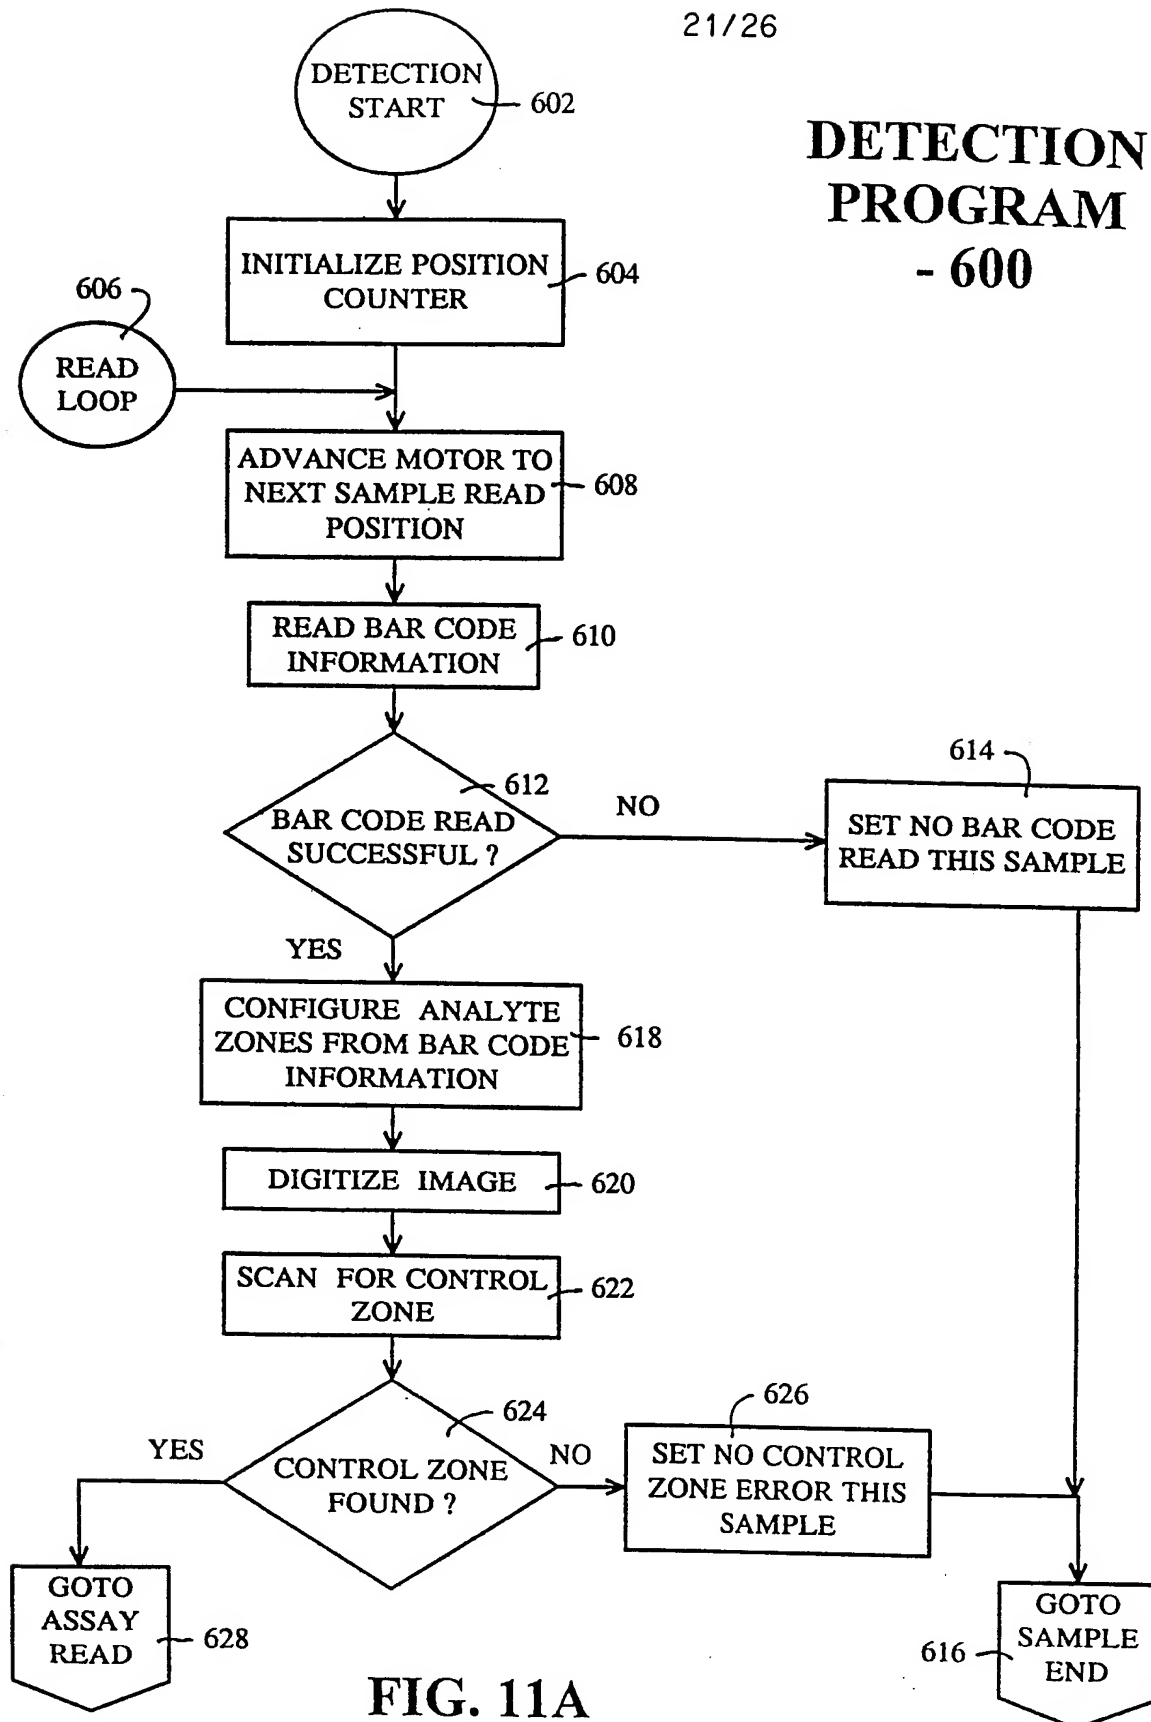 21/26
DETECTION
PROGRAM
- 600
DETECTION
START
602
INITIALIZE POSITION
COUNTER
604
606
READ
LOOP
ADVANCE MOTOR TO
NEXT SAMPLE READ
POSITION
608
READ BAR CODE
INFORMATION
610
612
BAR CODE READ
SUCCESSFUL ?
NO
614
SET NO BAR CODE
READ THIS SAMPLE
YES
CONFIGURE ANALYTE
ZONES FROM BAR CODE
INFORMATION
618
DIGITIZE IMAGE
620
SCAN FOR CONTROL
ZONE
622
624
CONTROL ZONE
FOUND ?
YES
NO
626
SET NO CONTROL
ZONE ERROR THIS
SAMPLE
GOTO
ASSAY
READ
628
GOTO
SAMPLE
END
616
FIG. 11A